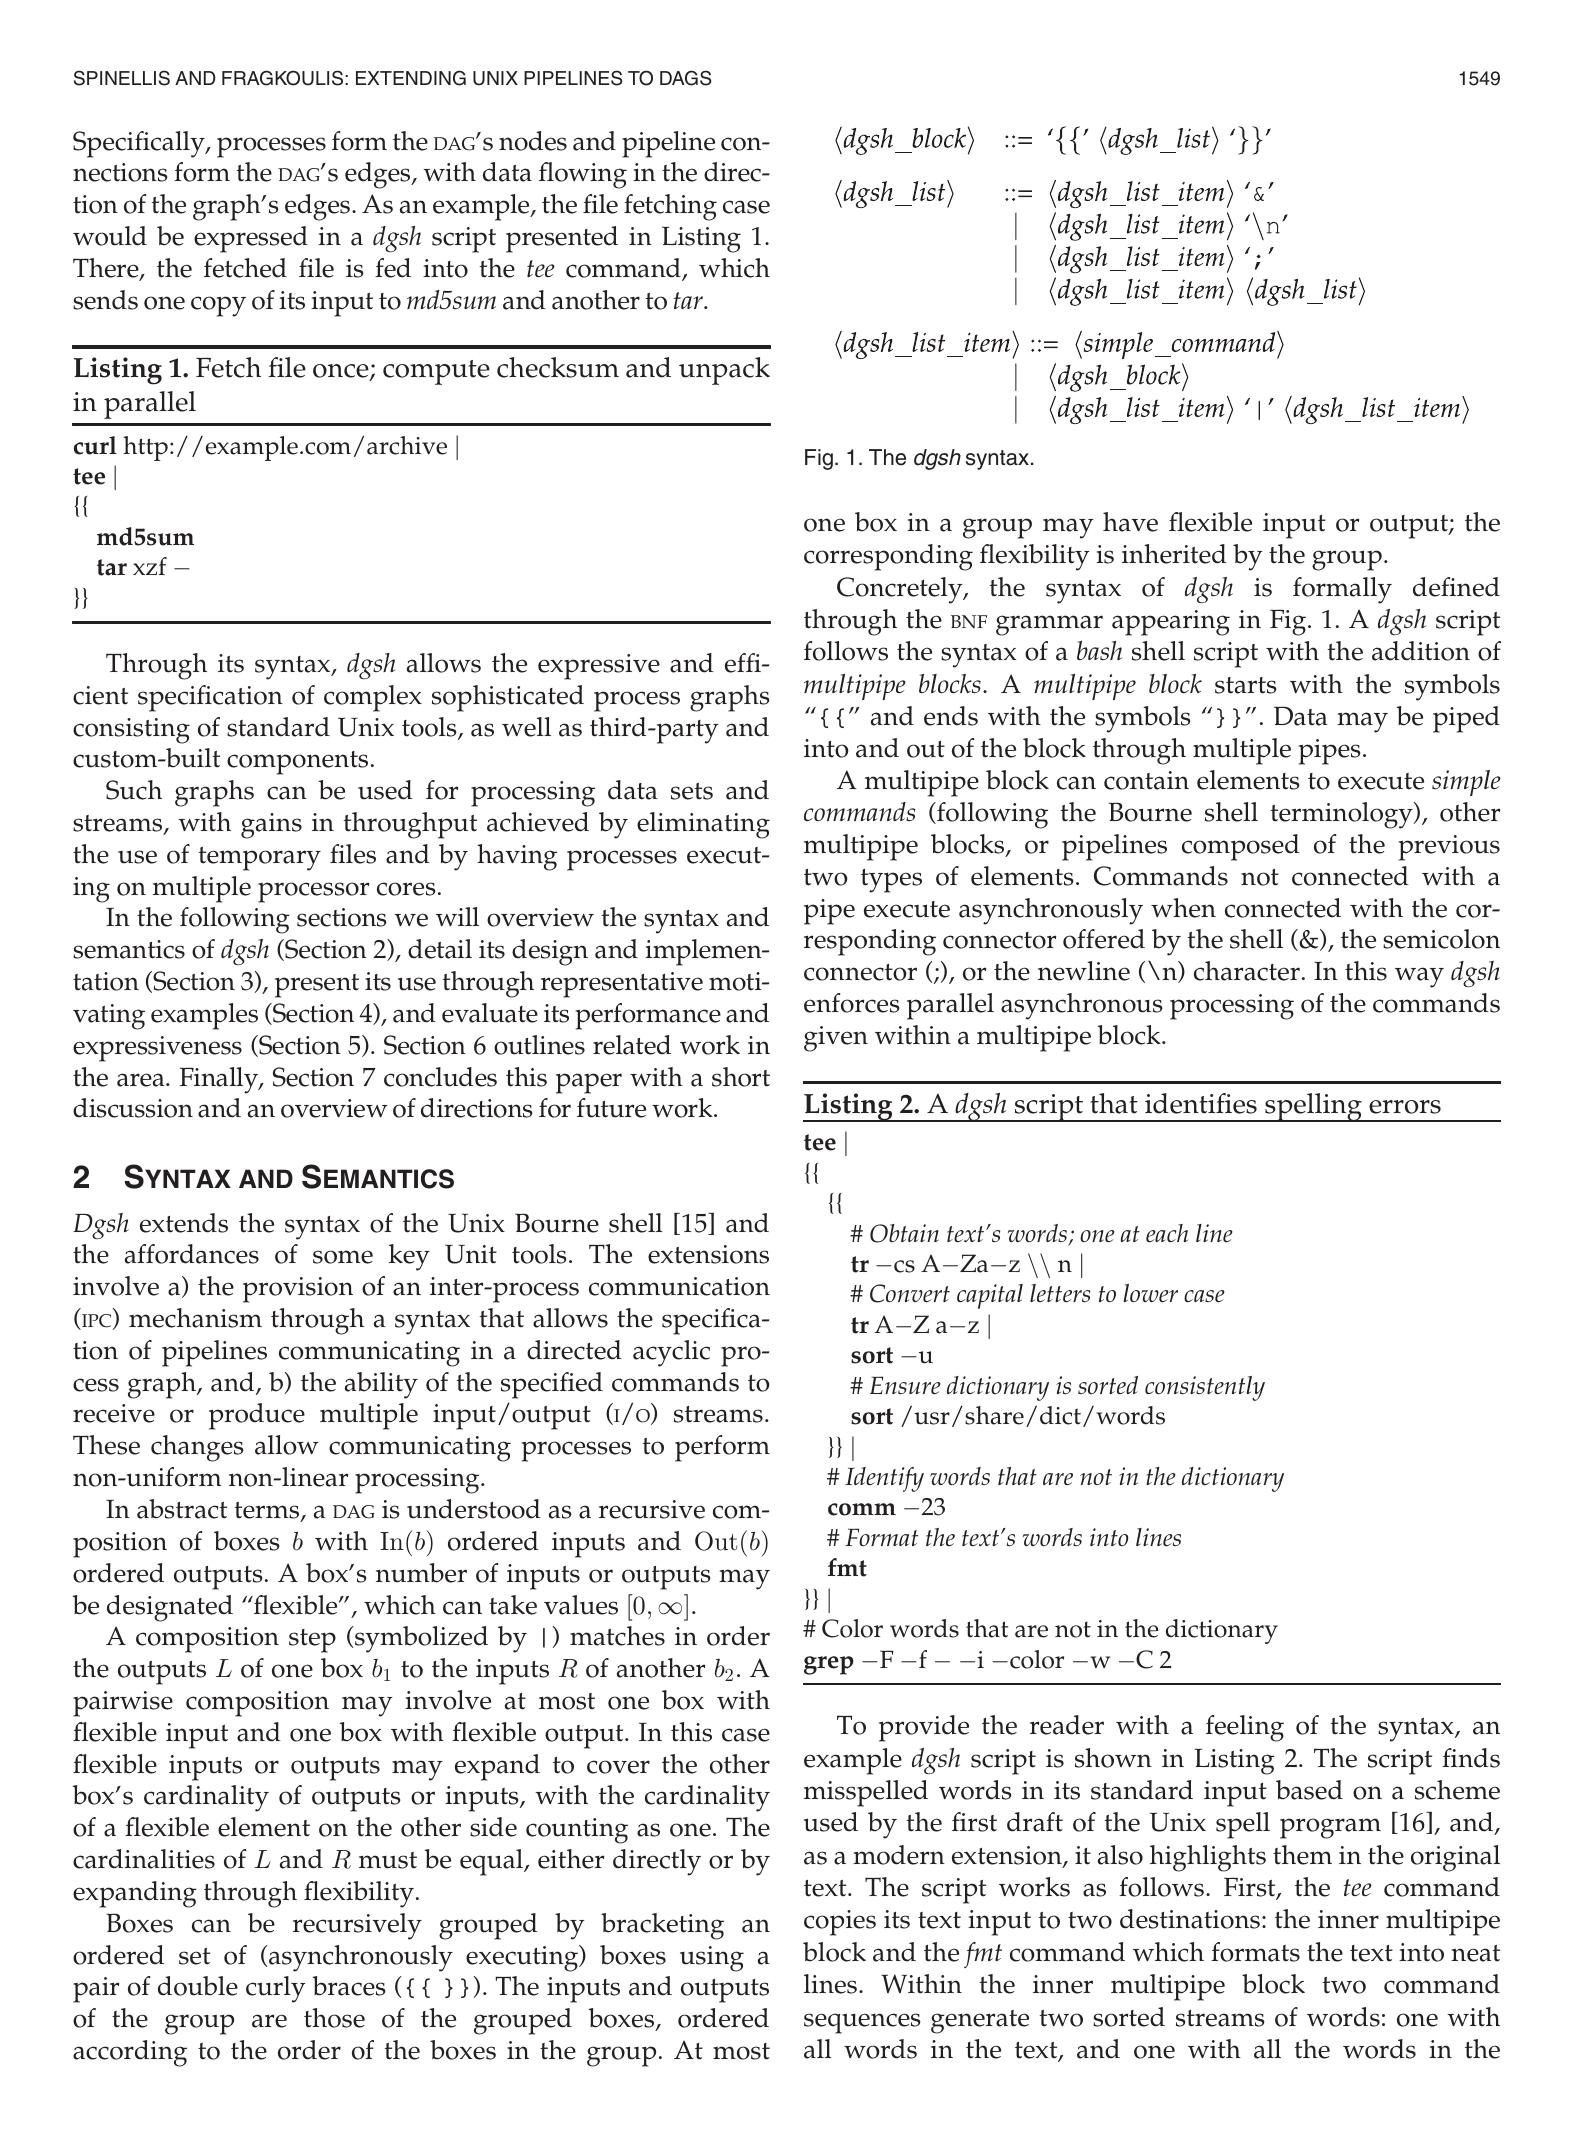 SPINELLIS AND FRAGKOULIS: EXTENDING UNIX PIPELINES TO DAGS
1549
Specifically, processes form the DAG's nodes and pipeline con-
nections form the DAG's edges, with data flowing in the direc-
tion of the graph's edges. As an example, the file fetching case
would be expressed in a dgsh script presented in Listing 1.
There, the fetched file is fed into the tee command, which
sends one copy of its input to md5sum and another to tar.
Listing 1. Fetch file once; compute checksum and unpack
in parallel
curl http://example.com/archive |
tee |
{{
md5sum
tar xzf −
}}
Through its syntax, dgsh allows the expressive and effi-
cient specification of complex sophisticated process graphs
consisting of standard Unix tools, as well as third-party and
custom-built components.
Such graphs can be used for processing data sets and
streams, with gains in throughput achieved by eliminating
the use of temporary files and by having processes execut-
ing on multiple processor cores.
In the following sections we will overview the syntax and
semantics of dgsh (Section 2), detail its design and implemen-
tation (Section 3), present its use through representative moti-
vating examples (Section 4), and evaluate its performance and
expressiveness (Section 5). Section 6 outlines related work in
the area. Finally, Section 7 concludes this paper with a short
discussion and an overview of directions for future work.
2 SYNTAX AND SEMANTICS
Dgsh extends the syntax of the Unix Bourne shell [15] and
the affordances of some key Unit tools. The extensions
involve a) the provision of an inter-process communication
(IPC) mechanism through a syntax that allows the specifica-
tion of pipelines communicating in a directed acyclic pro-
cess graph, and, b) the ability of the specified commands to
receive or produce multiple input/output (I/O) streams.
These changes allow communicating processes to perform
non-uniform non-linear processing.
In abstract terms, a DAG is understood as a recursive com-
position of boxes b with In(b) ordered inputs and Out(b)
ordered outputs. A box's number of inputs or outputs may
be designated “flexible”, which can take values [0, ∞].
A composition step (symbolized by |) matches in order
the outputs L of one box b₁ to the inputs R of another b₂. A
pairwise composition may involve at most one box with
flexible input and one box with flexible output. In this case
flexible inputs or outputs may expand to cover the other
box's cardinality of outputs or inputs, with the cardinality
of a flexible element on the other side counting as one. The
cardinalities of L and R must be equal, either directly or by
expanding through flexibility.
Boxes can be recursively grouped by bracketing an
ordered set of (asynchronously executing) boxes using a
pair of double curly braces ({{ }}). The inputs and outputs
of the group are those of the grouped boxes, ordered
according to the order of the boxes in the group. At most
⟨dgsh_block⟩ ::= ‘{{’ ⟨dgsh_list⟩ ‘}}’
⟨dgsh_list⟩ ::= ⟨dgsh_list_item⟩ ‘&’
| ⟨dgsh_list_item⟩ ‘\n’
| ⟨dgsh_list_item⟩ ‘;’
| ⟨dgsh_list_item⟩ ⟨dgsh_list⟩
⟨dgsh_list_item⟩ ::= ⟨simple_command⟩
| ⟨dgsh_block⟩
| ⟨dgsh_list_item⟩ ‘|’ ⟨dgsh_list_item⟩
Fig. 1. The dgsh syntax.
one box in a group may have flexible input or output; the
corresponding flexibility is inherited by the group.
Concretely, the syntax of dgsh is formally defined
through the BNF grammar appearing in Fig. 1. A dgsh script
follows the syntax of a bash shell script with the addition of
multipipe blocks. A multipipe block starts with the symbols
“{{” and ends with the symbols “}}”. Data may be piped
into and out of the block through multiple pipes.
A multipipe block can contain elements to execute simple
commands (following the Bourne shell terminology), other
multipipe blocks, or pipelines composed of the previous
two types of elements. Commands not connected with a
pipe execute asynchronously when connected with the cor-
responding connector offered by the shell (&), the semicolon
connector (;), or the newline (\n) character. In this way dgsh
enforces parallel asynchronous processing of the commands
given within a multipipe block.
Listing 2. A dgsh script that identifies spelling errors
tee |
{{
{{
# Obtain text's words; one at each line
tr −cs A−Za−z \\ n |
# Convert capital letters to lower case
tr A−Z a−z |
sort −u
# Ensure dictionary is sorted consistently
sort /usr/share/dict/words
}} |
# Identify words that are not in the dictionary
comm −23
# Format the text's words into lines
fmt
}} |
# Color words that are not in the dictionary
grep −F −f − −i −color −w −C 2
To provide the reader with a feeling of the syntax, an
example dgsh script is shown in Listing 2. The script finds
misspelled words in its standard input based on a scheme
used by the first draft of the Unix spell program [16], and,
as a modern extension, it also highlights them in the original
text. The script works as follows. First, the tee command
copies its text input to two destinations: the inner multipipe
block and the fmt command which formats the text into neat
lines. Within the inner multipipe block two command
sequences generate two sorted streams of words: one with
all words in the text, and one with all the words in the